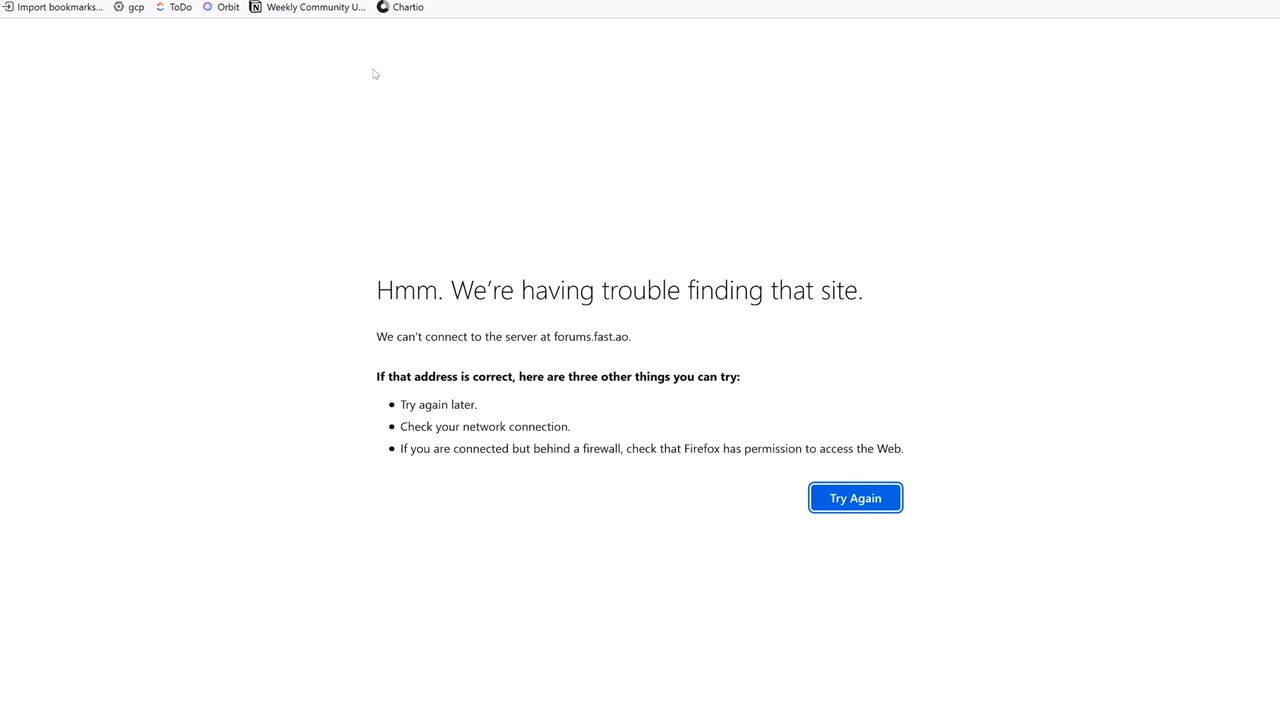 Import bookmarks... gcp ToDo Orbit Weekly Community U... Chartio
Hmm. We're having trouble finding that site.
We can't connect to the server at forums.fast.ao.
If that address is correct, here are three other things you can try:
Try again later.
Check your network connection.
If you are connected but behind a firewall, check that Firefox has permission to access the Web.
Try Again